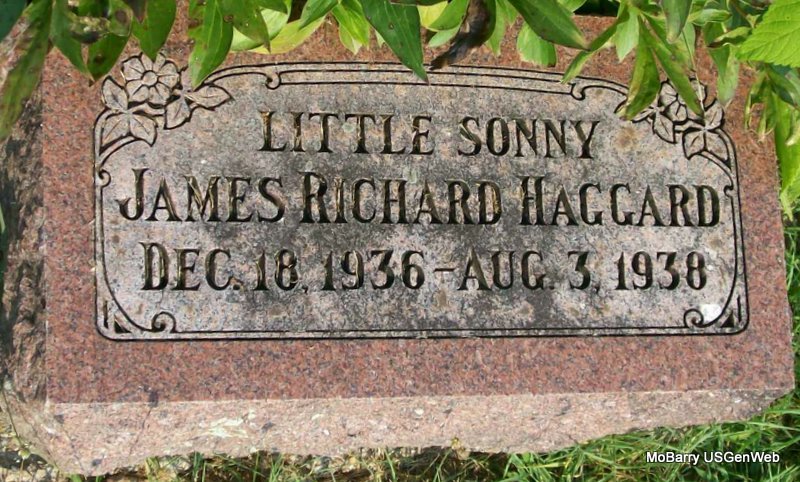 LITTLE SONNY
JAMES RICHARD HAGGARD
DEC. 18, 1936 – AUG. 3, 1938
MoBarry USGenWeb